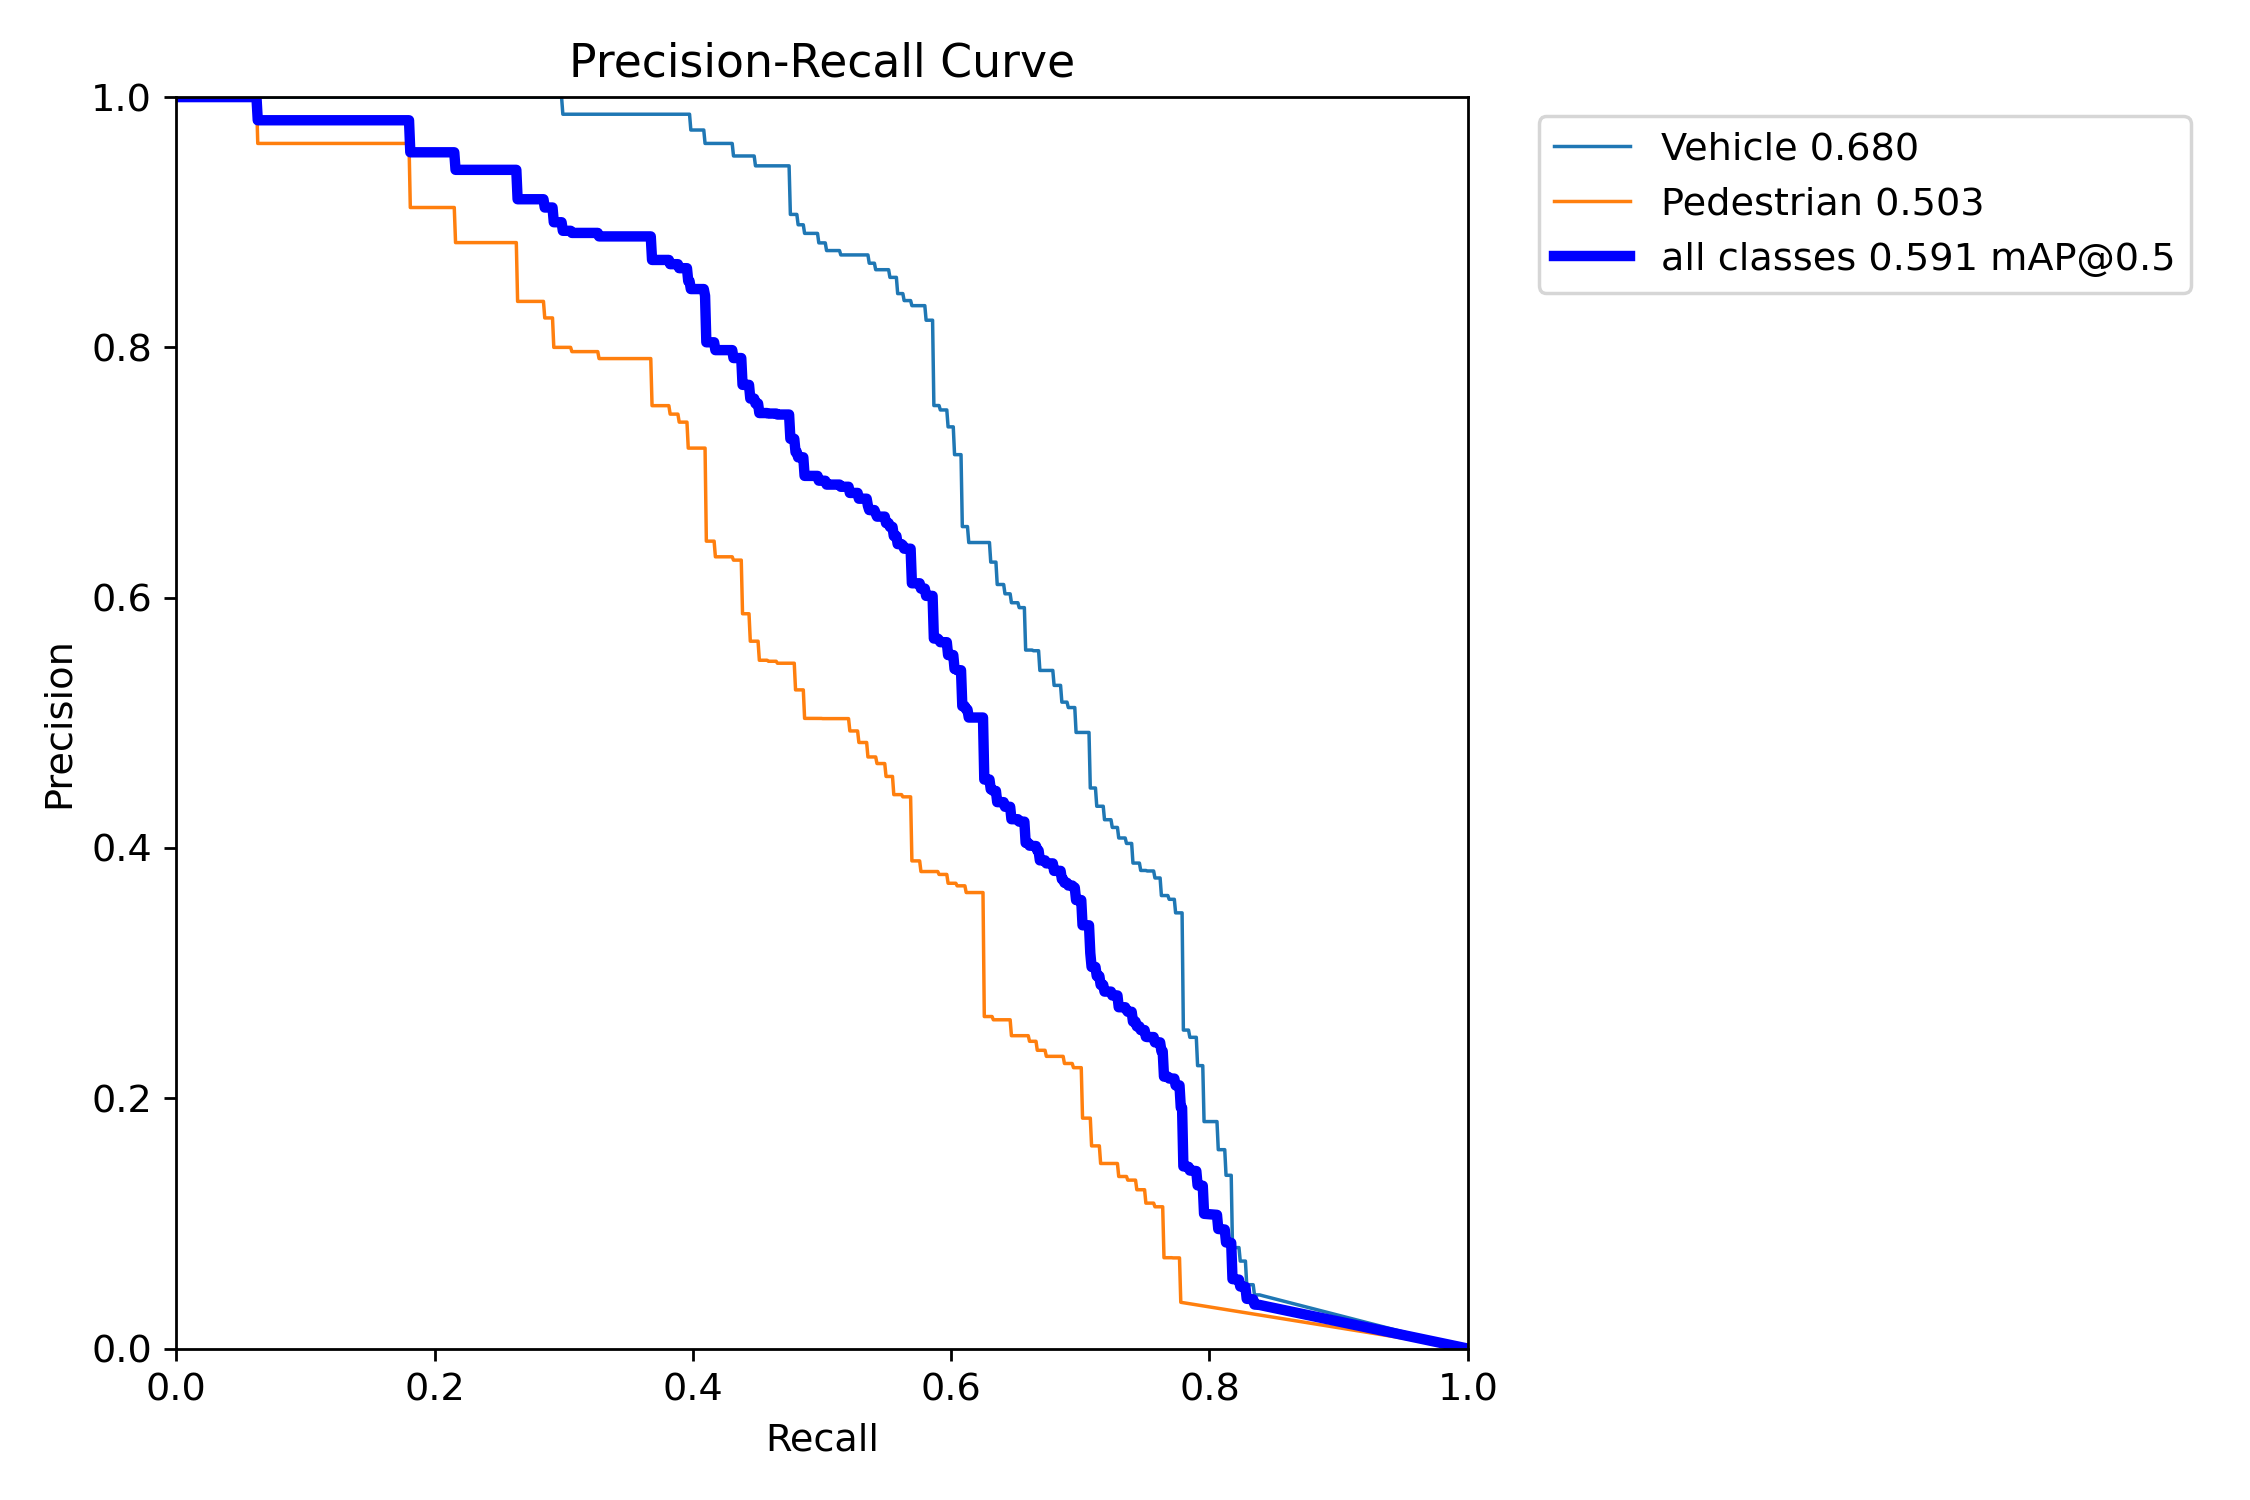 Precision-Recall Curve
Vehicle 0.680
Pedestrian 0.503
all classes 0.591 mAP@0.5
Precision
1.0
0.8
0.6
0.4
0.2
0.0
0.0 0.2 0.4 0.6 0.8 1.0
Recall